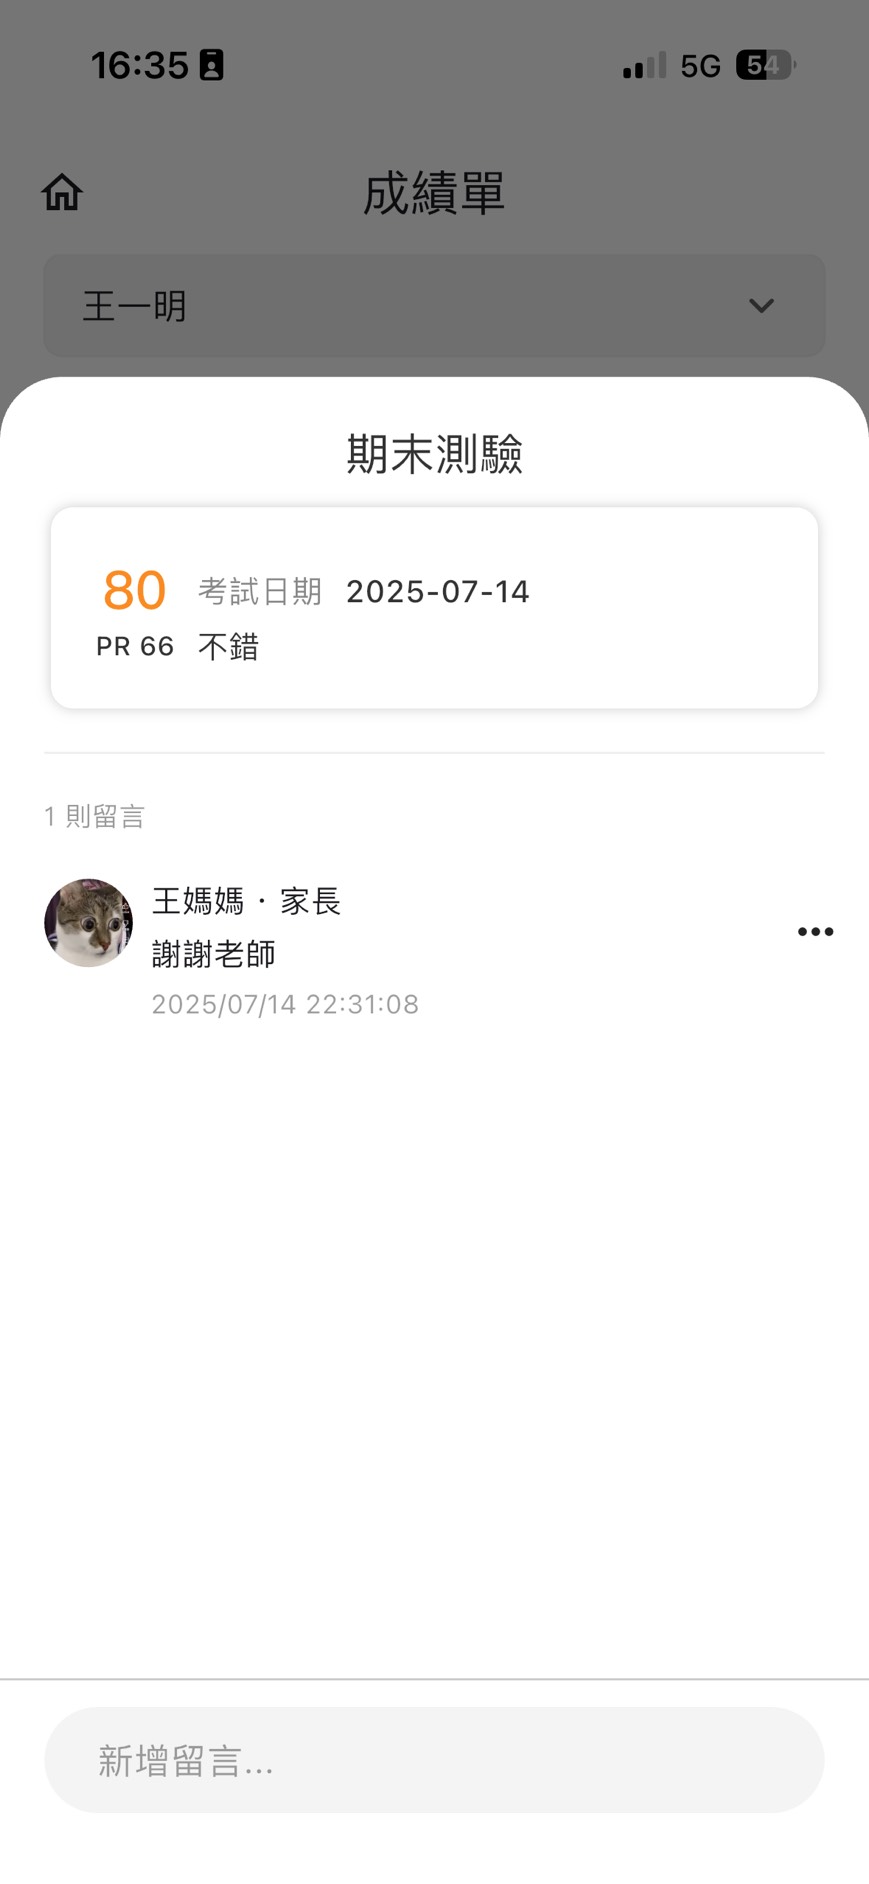 16:35
5G 54
成績單
王一明
期末測驗
80 考試日期 2025-07-14
PR 66 不錯
1 則留言
王媽媽・家長
謝謝老師
2025/07/14 22:31:08
新增留言...